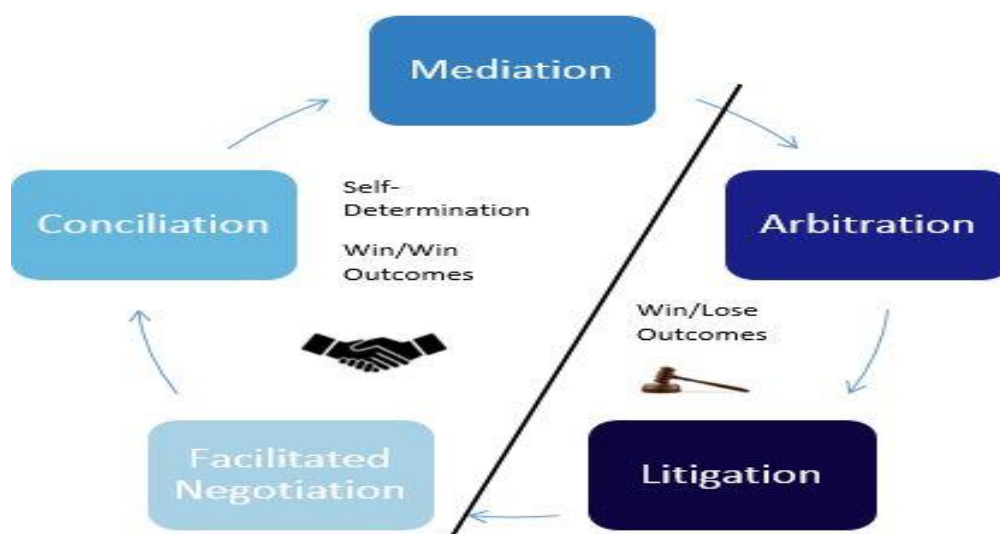 Mediation
Conciliation
Self-
Determination
Win/Win
Outcomes
Arbitration
Win/Lose
Outcomes
Facilitated
Negotiation
Litigation